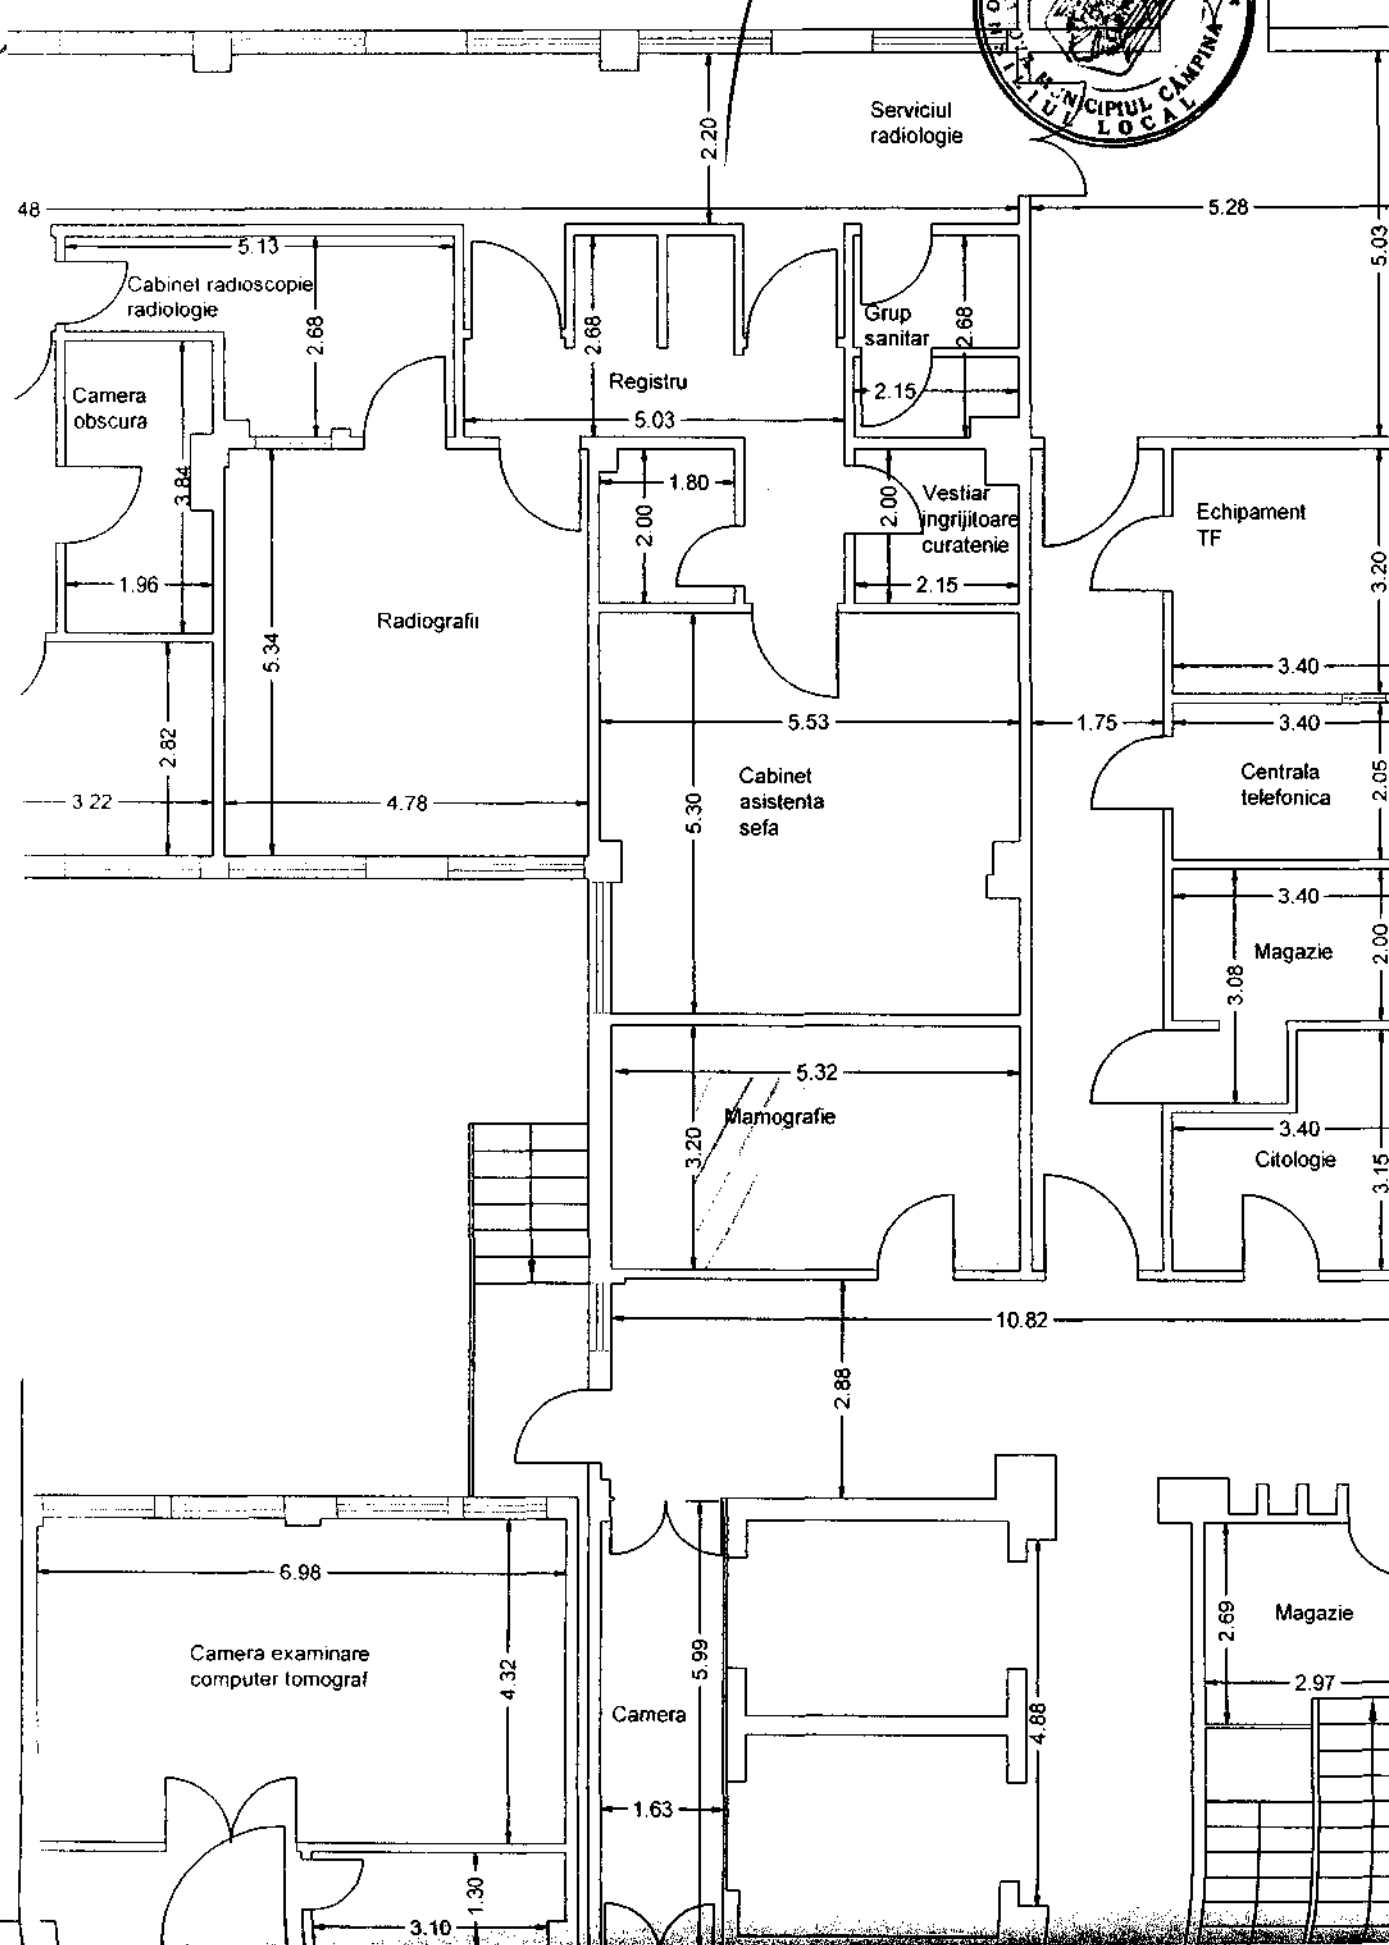 MUNICIPIUL CÂMPINA
LOCAL
Serviciul
radiologie
2.20
48
5.28
5.03
5.13
Cabinet radioscopie
radiologie
2.68
2.68
Grup
sanitar
2.68
Camera
obscura
Registru
2.15
5.03
3.84
1.80
2.00
2.00
Vestiar
ingrijitoare
curatenie
Echipament
TF
1.96
2.15
3.20
Radiografii
5.34
3.40
2.82
5.53
1.75
3.40
Cabinet
asistenta
sefa
Centrala
telefonica
2.05
3.22
4.78
5.30
3.40
Magazie
2.00
3.08
5.32
Mamografie
3.20
3.40
Citologie
3.15
10.82
2.88
6.98
4.32
Camera examinare
computer tomograf
5.99
Camera
4.88
2.69
Magazie
2.97
1.63
1.30
3.10